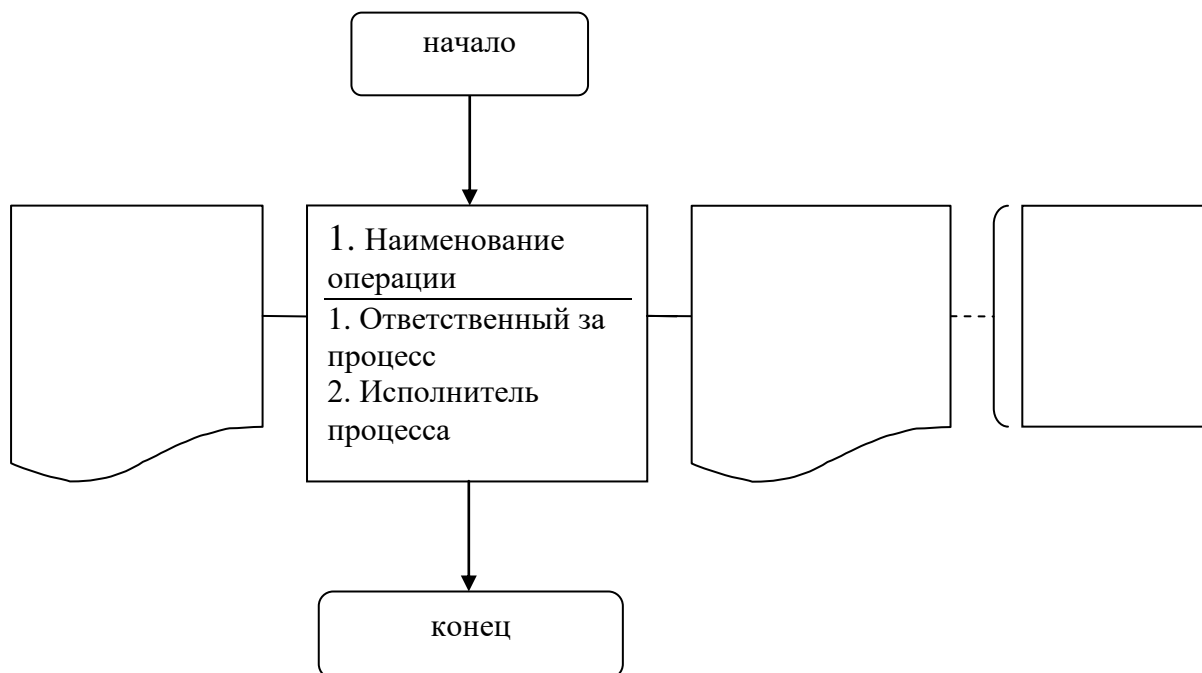 начало
1. Наименование
операции
1. Ответственный за
процесс
2. Исполнитель
процесса
конец